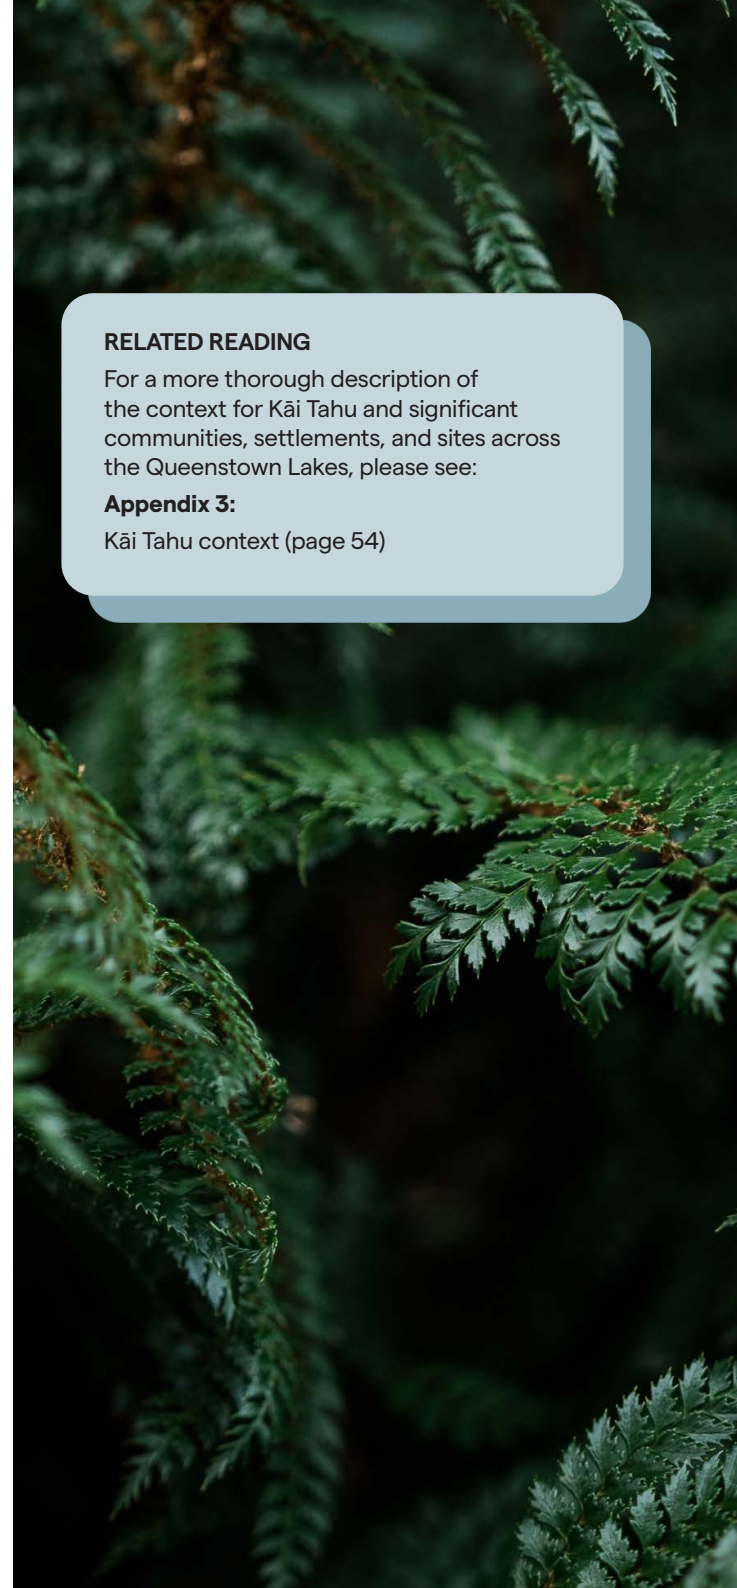 RELATED READING
For a more thorough description of
the context for Kāi Tahu and significant
communities, settlements, and sites across
the Queenstown Lakes, please see:
Appendix 3:
Kāi Tahu context (page 54)